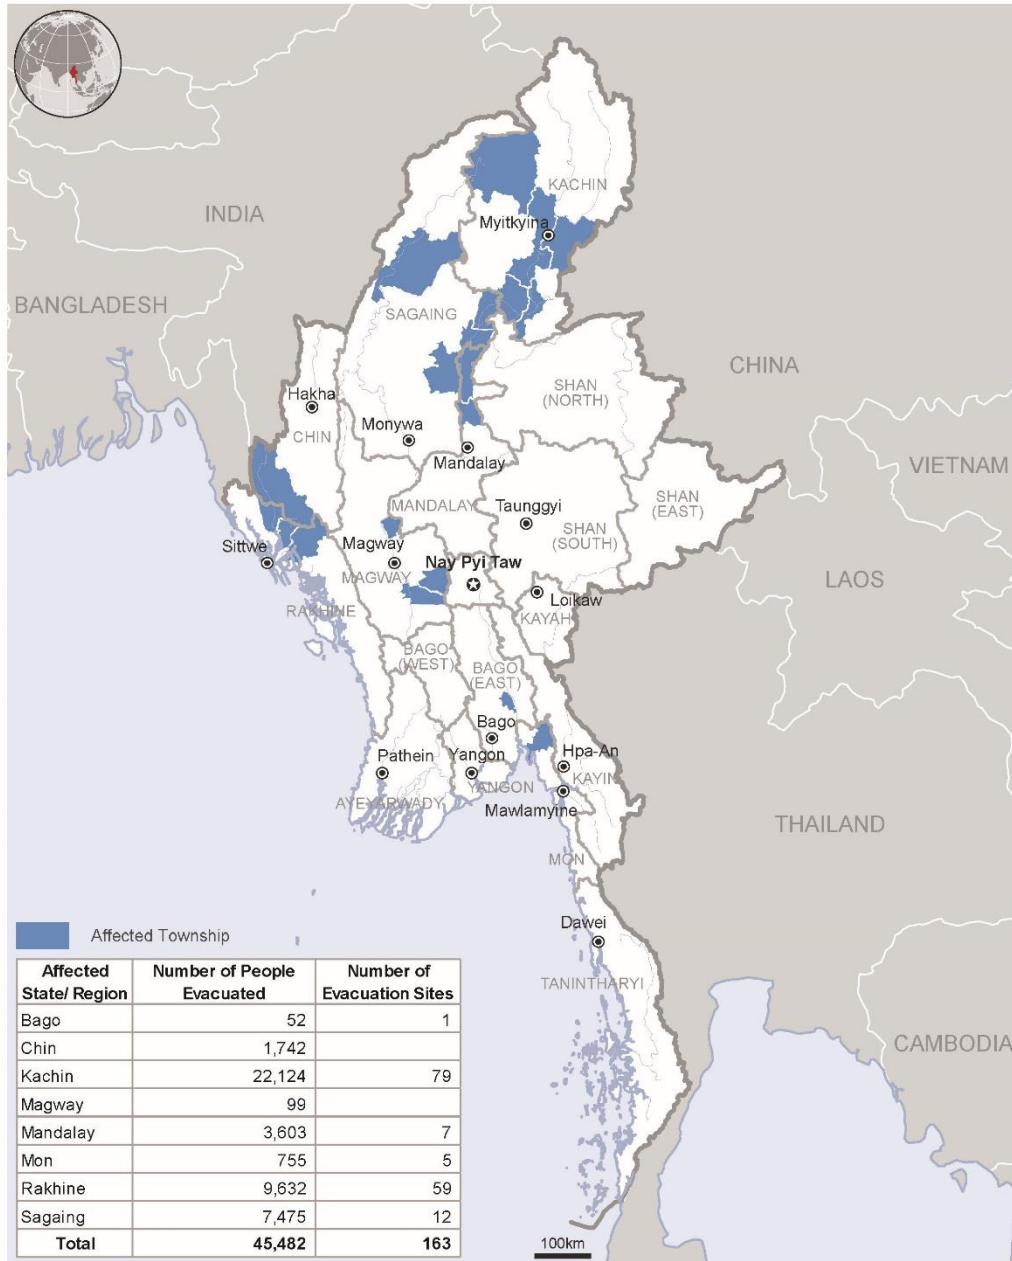 KACHIN
INDIA
Myitkyina
BANGLADESH
SAGAING
CHINA
Hakha
SHAN
(NORTH)
Monywa
CHIN
Mandalay
VIETNAM
MANDALAY
Taunggyi
SHAN
(EAST)
SHAN
(SOUTH)
Sittwe
Magway
Nay Pyi Taw
MAGWAY
LAOS
Loikaw
RAKHINE
KAYAH
BAGO
(WEST)
BAGO
(EAST)
Bago
Pathein
Yangon
Hpa-An
KAYIN
YANGON
AYEYARWADY
Mawlamyine
THAILAND
MON
Dawei
TANINTHARYI
CAMBODIA
Affected Township
Affected State/ Region Number of People Evacuated Number of Evacuation Sites
Bago 52 1
Chin 1,742
Kachin 22,124 79
Magway 99
Mandalay 3,603 7
Mon 755 5
Rakhine 9,632 59
Sagaing 7,475 12
Total 45,482 163
100km